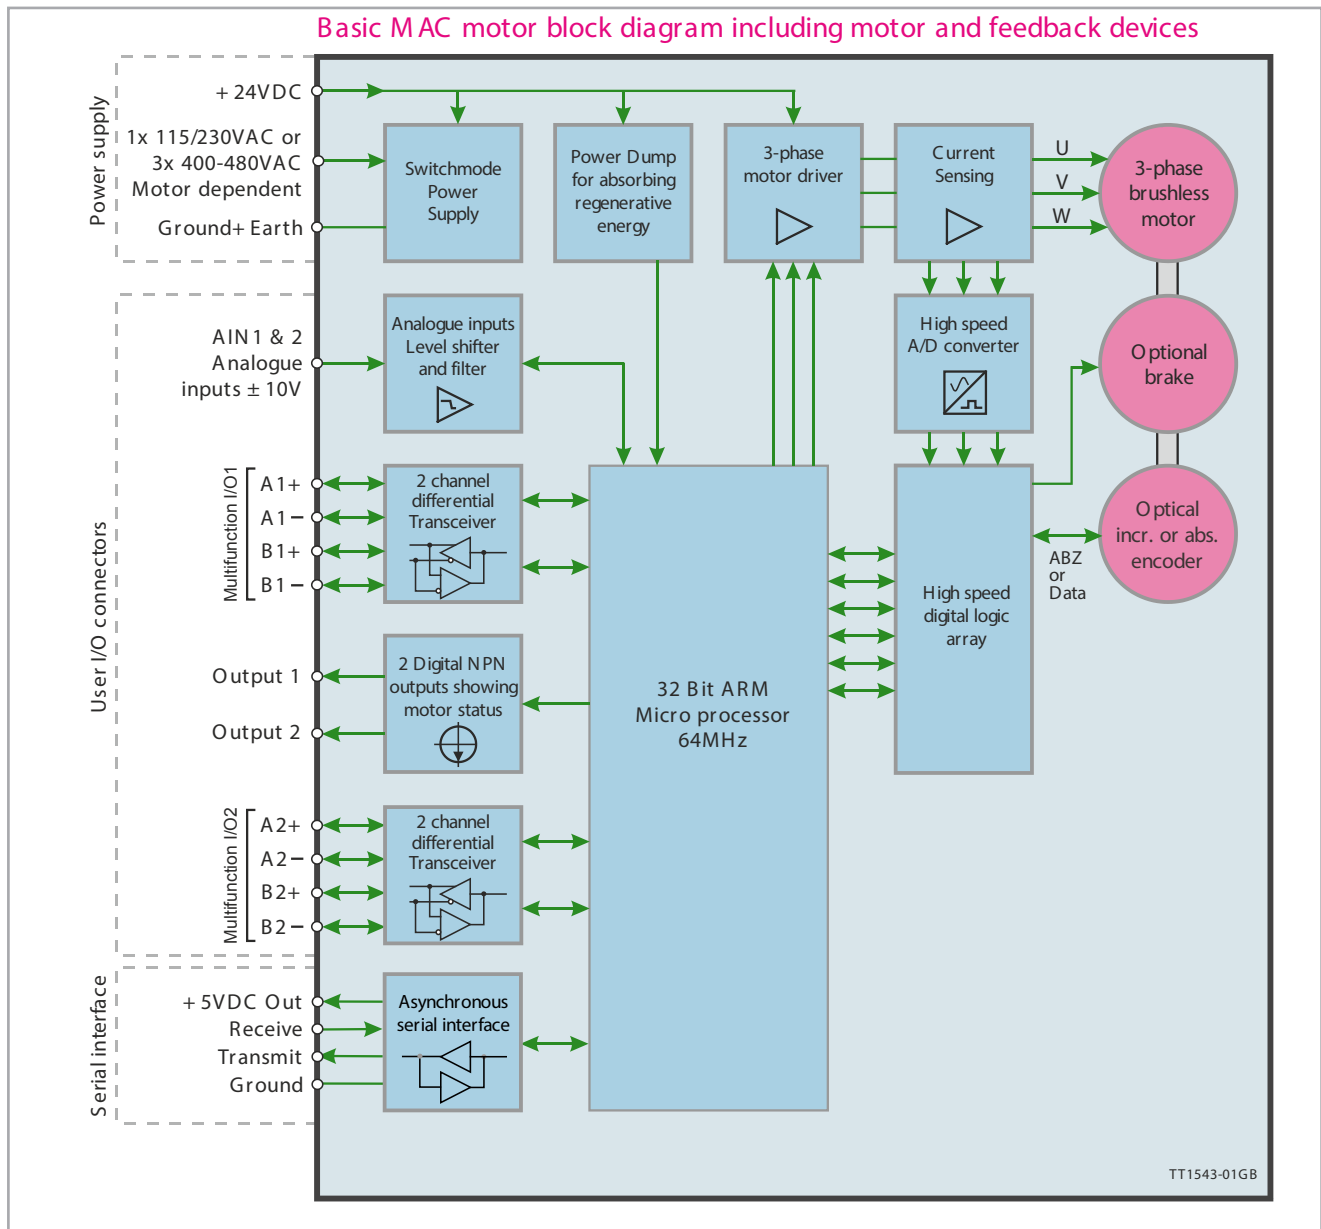 Basic MAC motor block diagram including motor and feedback devices
Power supply
+24VDC
1x 115/230VAC or
3x 400-480VAC
Motor dependent
Ground+ Earth
Switchmode
Power
Supply
Power Dump
for absorbing
regenerative
energy
3-phase
motor driver
Current
Sensing
U
V
W
3-phase
brushless
motor
User I/O connectors
AIN1 & 2
Analogue
inputs ± 10V
Analogue inputs
Level shifter
and filter
High speed
A/D converter
Optional
brake
Multifunction I/O1
A1+
A1−
B1+
B1−
2 channel
differential
Transceiver
Optical
incr. or abs.
encoder
ABZ
or
Data
High speed
digital logic
array
Output 1
Output 2
2 Digital NPN
outputs showing
motor status
32 Bit ARM
Micro processor
64MHz
Multifunction I/O2
A2+
A2−
B2+
B2−
2 channel
differential
Transceiver
Serial interface
+5VDC Out
Receive
Transmit
Ground
Asynchronous
serial interface
TT1543-01GB